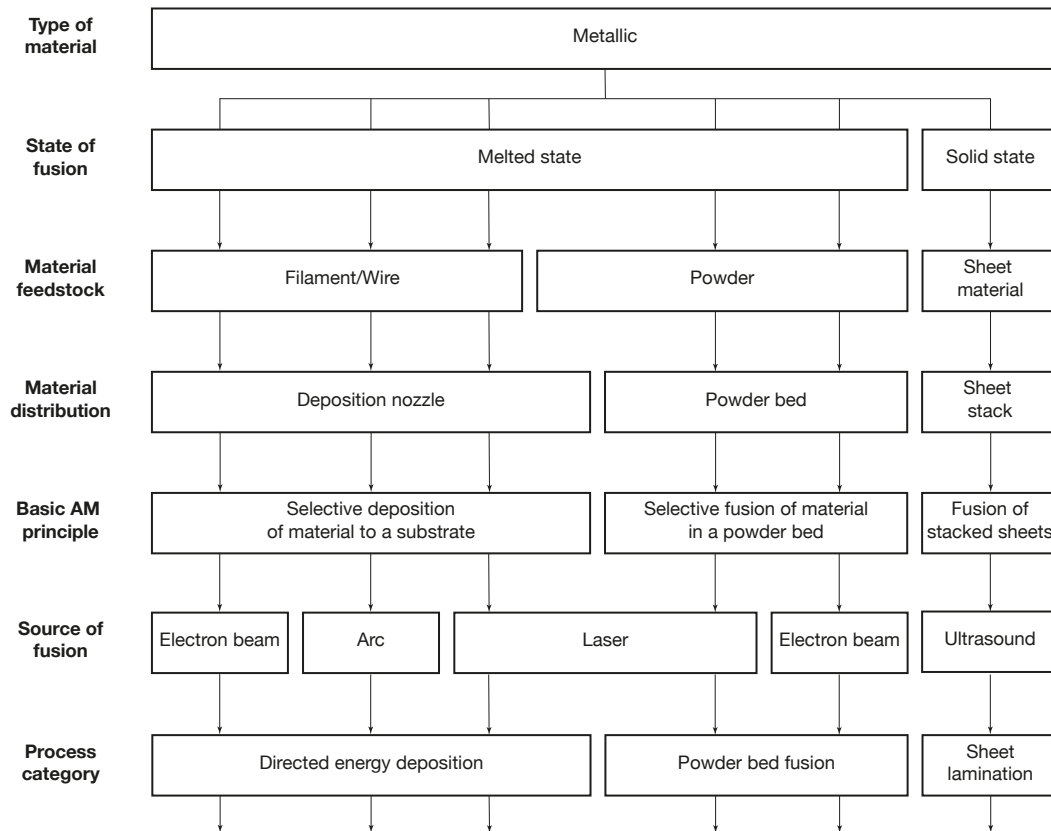 Type of
material
Metallic
State of
fusion
Melted state
Solid state
Material
feedstock
Filament/Wire
Powder
Sheet
material
Material
distribution
Deposition nozzle
Powder bed
Sheet
stack
Basic AM
principle
Selective deposition
of material to a substrate
Selective fusion of material
in a powder bed
Fusion of
stacked sheets
Source of
fusion
Electron beam
Arc
Laser
Electron beam
Ultrasound
Process
category
Directed energy deposition
Powder bed fusion
Sheet
lamination